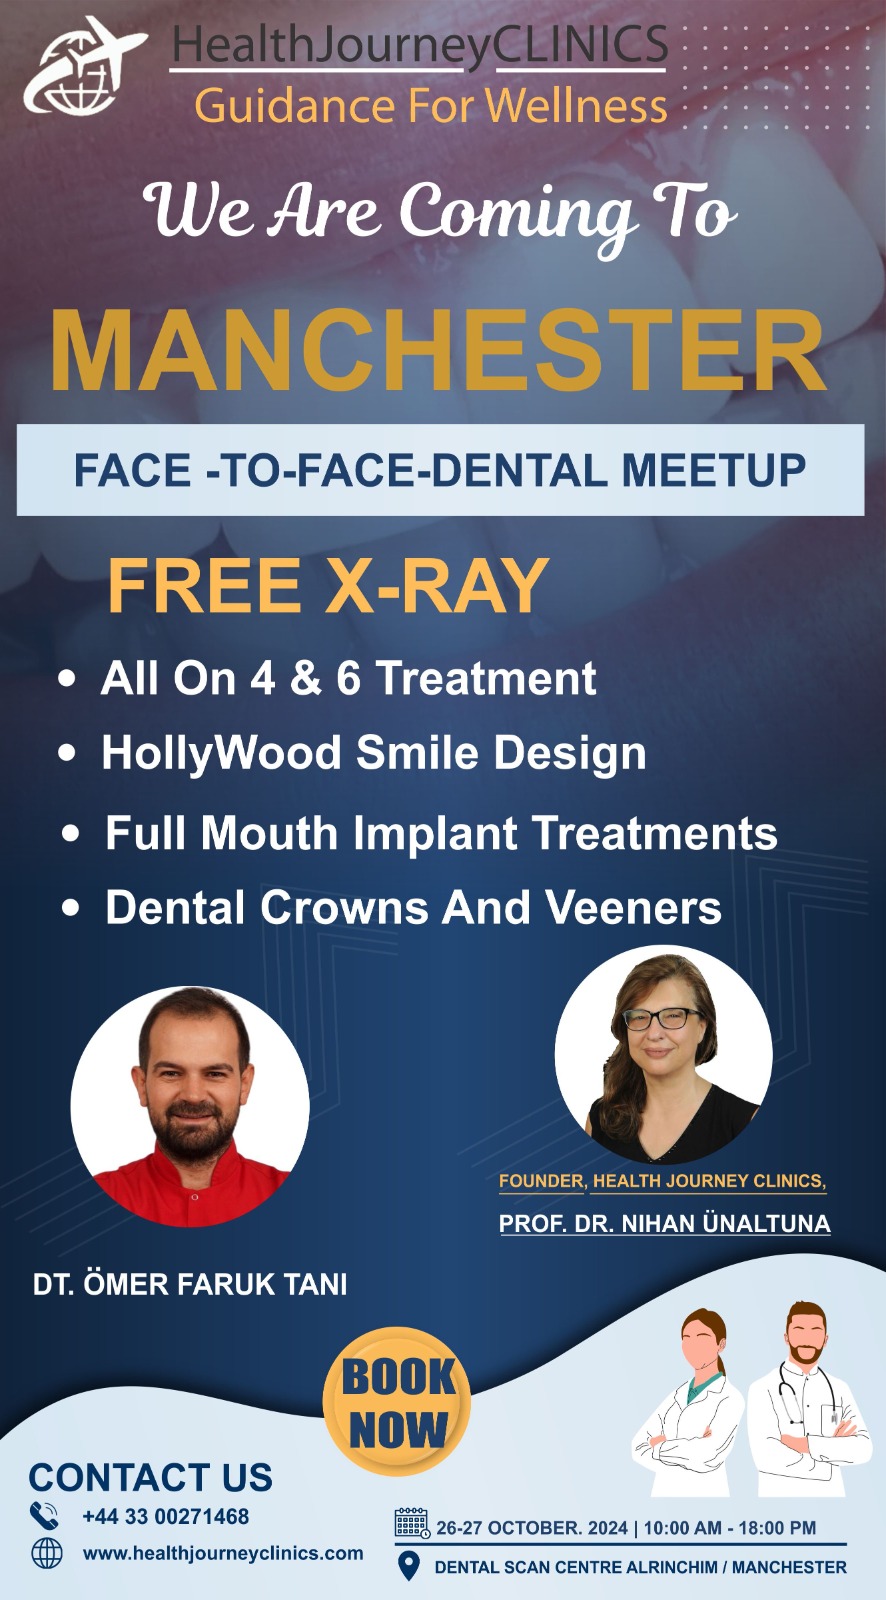 HealthJourneyCLINICS
Guidance For Wellness
We Are Coming To
MANCHESTER
FACE -TO-FACE-DENTAL MEETUP
FREE X-RAY
• All On 4 & 6 Treatment
• HollyWood Smile Design
• Full Mouth Implant Treatments
• Dental Crowns And Veeners
FOUNDER, HEALTH JOURNEY CLINICS,
PROF. DR. NIHAN ÜNALTUNA
DT. ÖMER FARUK TANI
BOOK
NOW
CONTACT US
+44 33 00271468
www.healthjourneyclinics.com
26-27 OCTOBER. 2024 | 10:00 AM - 18:00 PM
DENTAL SCAN CENTRE ALRINCHIM / MANCHESTER